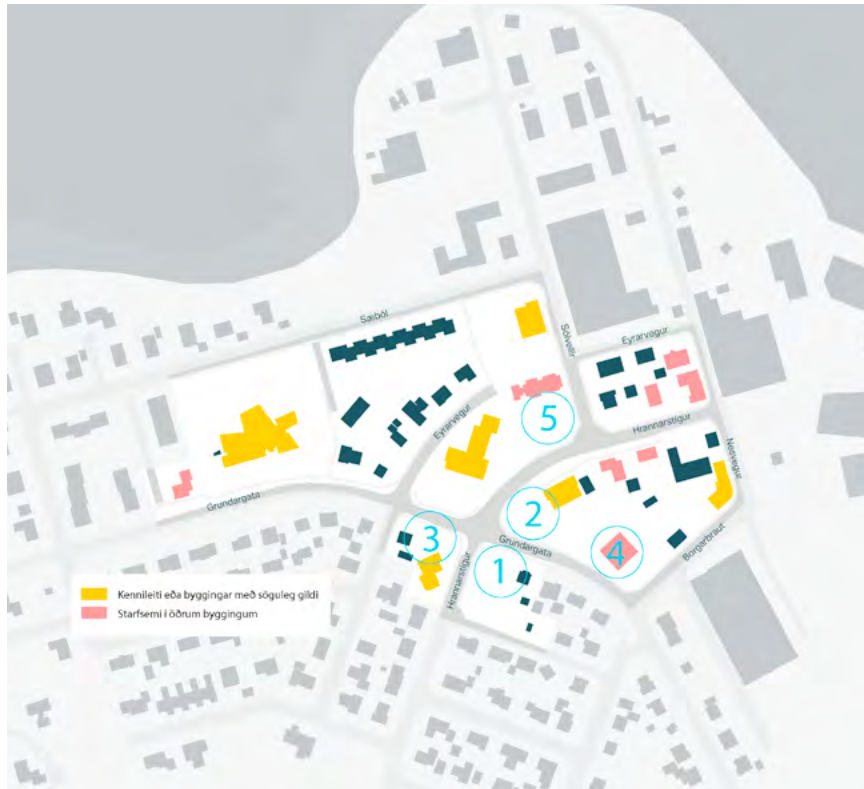 Sæból
Sólvellir
Eyrarvegur
Eyrarvegur
Hrannarstígur
Nesvegur
5
Grundargata
2
3
Grundargata
4
Borgarbraut
1
Hrannarstígur
Kennileiti eða byggingar með söguleg gildi
Starfsemi í öðrum byggingum